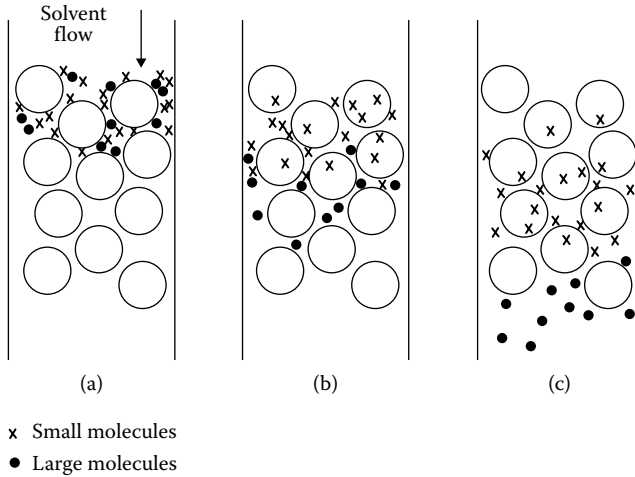 Solvent
flow
(a)
(b)
(c)
x Small molecules
● Large molecules